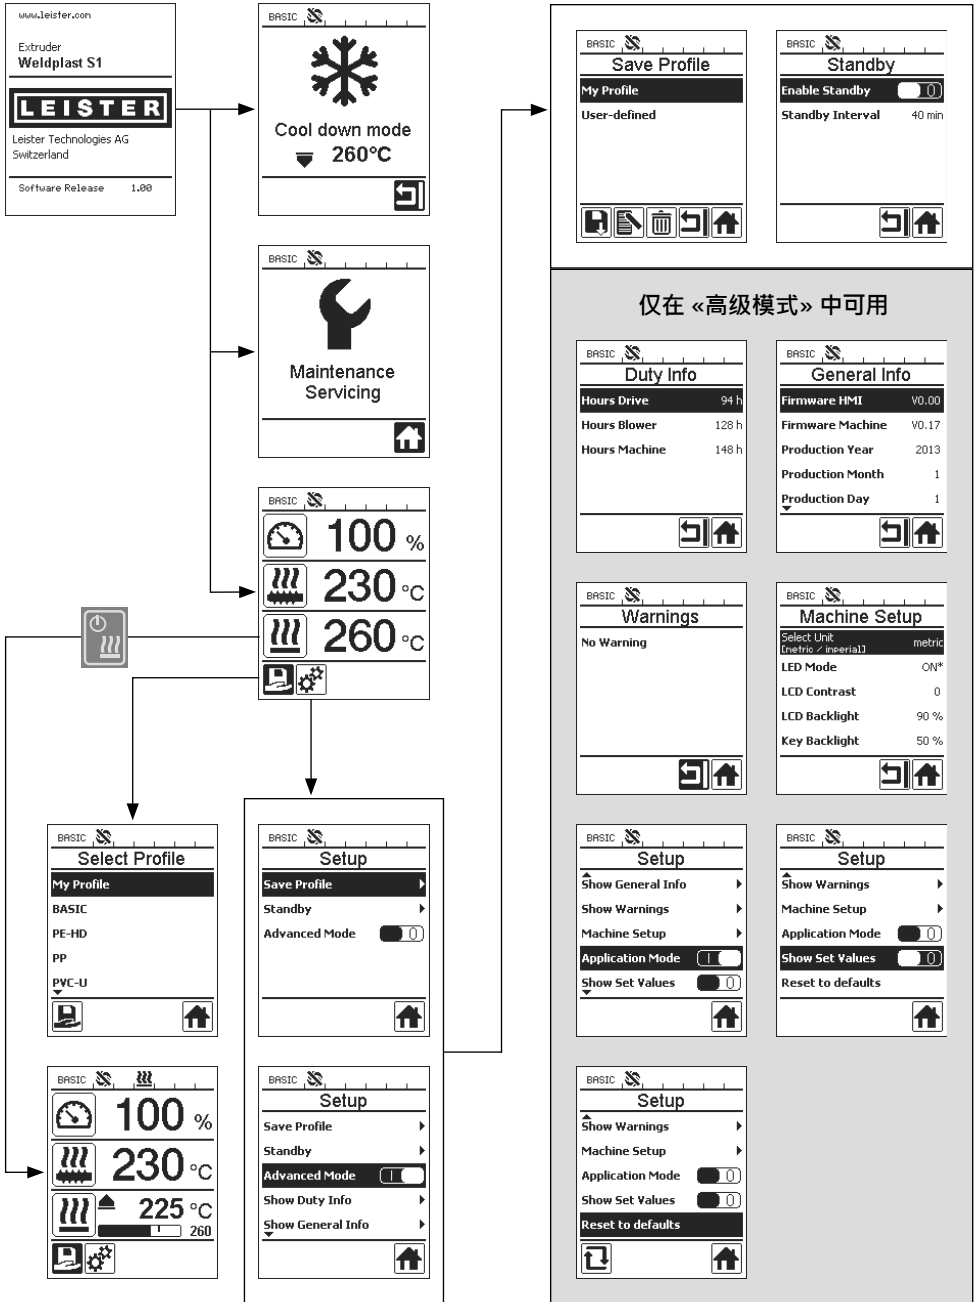 www.leister.com
Extruder
Weldplast S1
LEISTER
Leister Technologies AG
Switzerland
Software Release 1.00
BASIC
Cool down mode
260°C
BASIC
Maintenance
Servicing
BASIC
100 %
230 °C
260 °C
BASIC
Select Profile
My Profile
BASIC
PE-HD
PP
PVC-U
BASIC
100 %
230 °C
225 °C
260
BASIC
Setup
Save Profile
Standby
Advanced Mode 0
BASIC
Setup
Save Profile
Standby
Advanced Mode I
Show Duty Info
Show General Info
BASIC
Save Profile
My Profile
User-defined
BASIC
Standby
Enable Standby 0
Standby Interval 40 min
仅在 «高级模式» 中可用
BASIC
Duty Info
Hours Drive 94 h
Hours Blower 128 h
Hours Machine 148 h
BASIC
General Info
Firmware HMI V0.00
Firmware Machine V0.17
Production Year 2013
Production Month 1
Production Day 1
BASIC
Warnings
No Warning
BASIC
Machine Setup
Select Unit
[metric / imperial] metric
LED Mode ON*
LCD Contrast 0
LCD Backlight 90 %
Key Backlight 50 %
BASIC
Setup
Show General Info
Show Warnings
Machine Setup
Application Mode I
Show Set Values 0
BASIC
Setup
Show Warnings
Machine Setup
Application Mode 0
Show Set Values 0
Reset to defaults
BASIC
Setup
Show Warnings
Machine Setup
Application Mode 0
Show Set Values 0
Reset to defaults